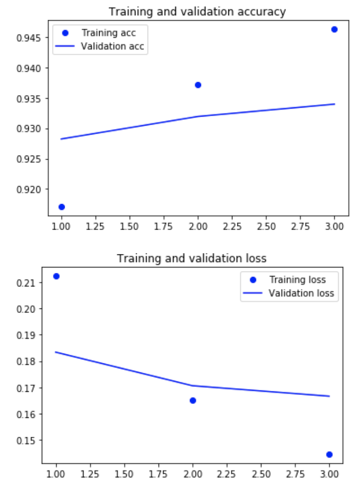 Training and validation accuracy
Training acc
Validation acc
0.945
0.940
0.935
0.930
0.925
0.920
1.00 1.25 1.50 1.75 2.00 2.25 2.50 2.75 3.00
Training and validation loss
Training loss
Validation loss
0.21
0.20
0.19
0.18
0.17
0.16
0.15
1.00 1.25 1.50 1.75 2.00 2.25 2.50 2.75 3.00